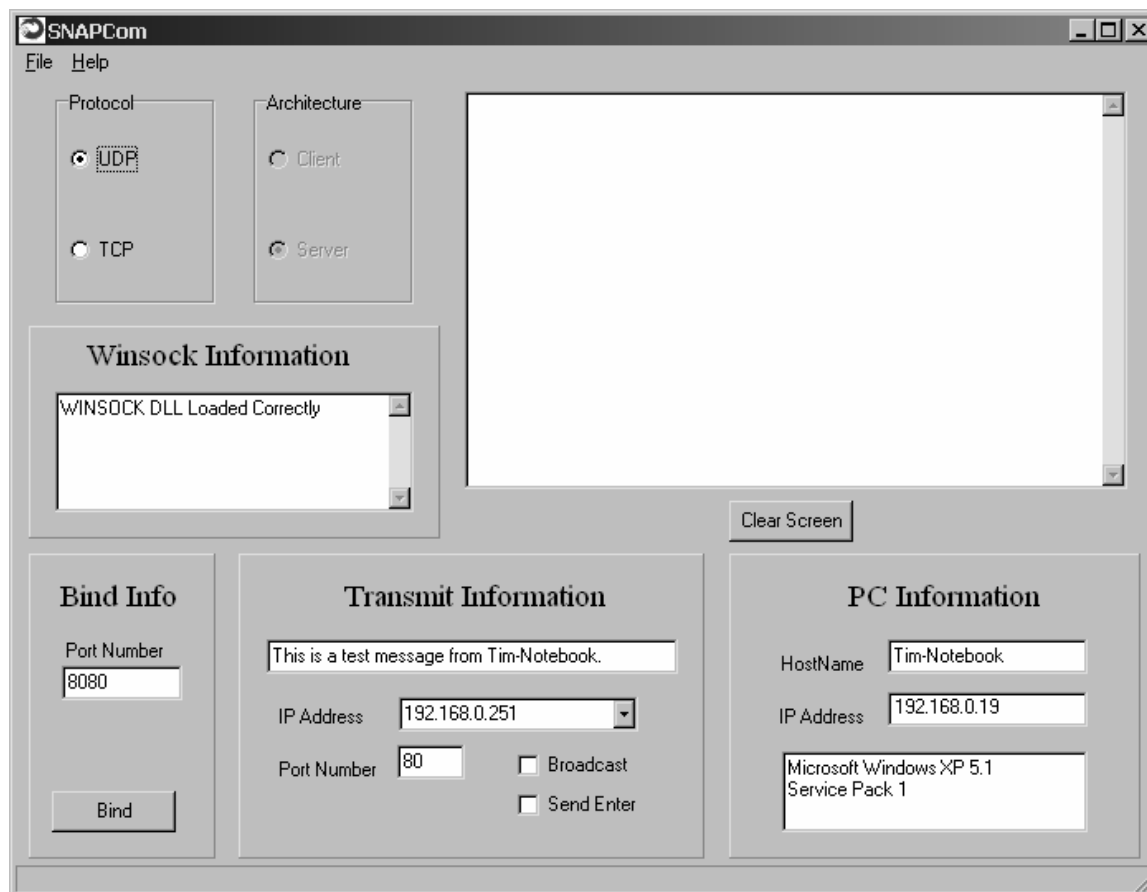 SNAPCom
File Help
Protocol
UDP
TCP
Architecture
Client
Server
Winsock Information
WINSOCK DLL Loaded Correctly
Clear Screen
Bind Info
Port Number
8080
Bind
Transmit Information
This is a test message from Tim-Notebook.
IP Address 192.168.0.251
Port Number 80
Broadcast
Send Enter
PC Information
HostName Tim-Notebook
IP Address 192.168.0.19
Microsoft Windows XP 5.1
Service Pack 1